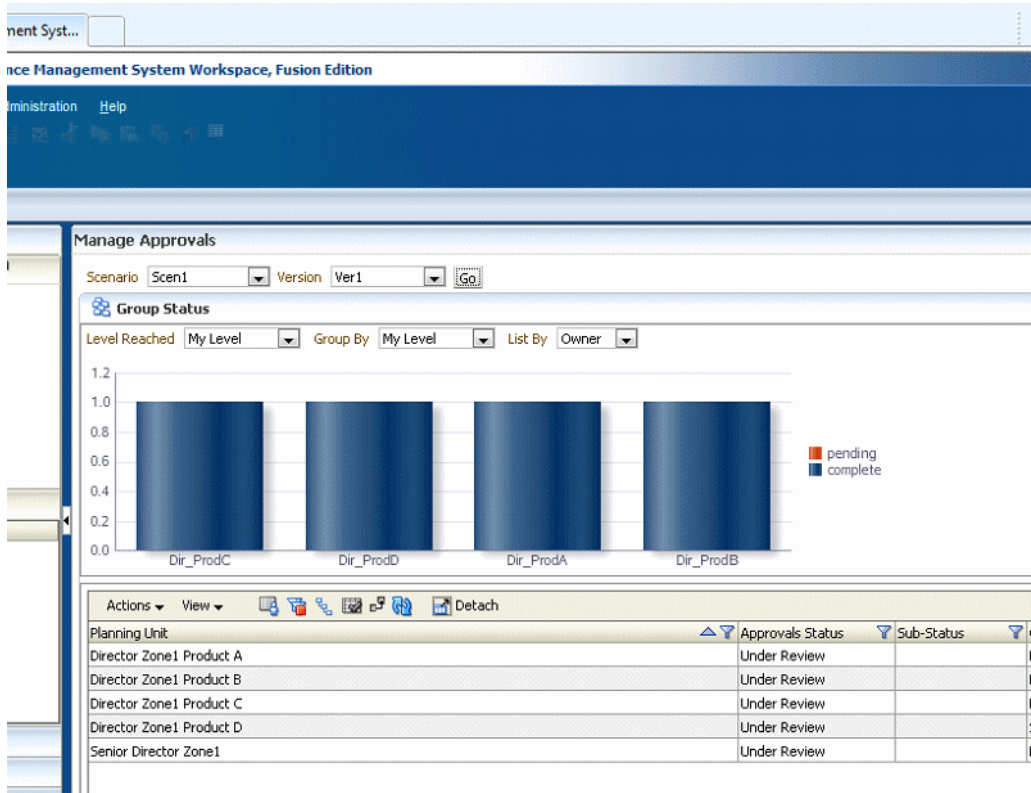 ment Syst...
nce Management System Workspace, Fusion Edition
dministration Help
Manage Approvals
Scenario Scen1 Version Ver1 Go
Group Status
Level Reached My Level Group By My Level List By Owner
1.2
1.0
0.8
0.6
0.4
0.2
0.0
Dir_ProdC Dir_ProdD Dir_ProdA Dir_ProdB
pending
complete
Actions View Detach
Planning Unit Approvals Status Sub-Status
Director Zone1 Product A Under Review
Director Zone1 Product B Under Review
Director Zone1 Product C Under Review
Director Zone1 Product D Under Review
Senior Director Zone1 Under Review